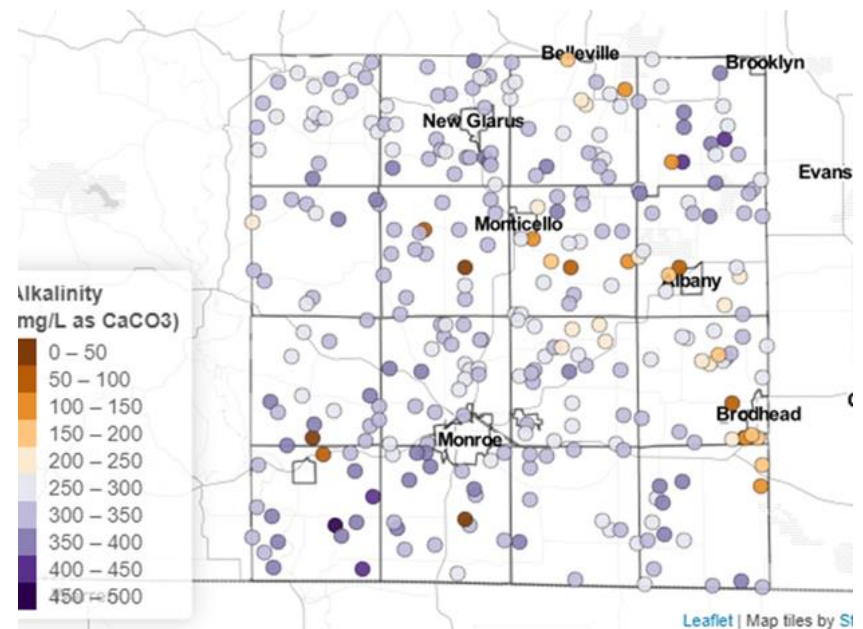 Belleville
Brooklyn
New Glarus
Evans
Monticello
Albany
Alkalinity
mg/L as CaCO3)
0 – 50
50 – 100
100 – 150
150 – 200
200 – 250
250 – 300
300 – 350
350 – 400
400 – 450
450 – 500
Brodhead
Monroe
Leaflet | Map tiles by St